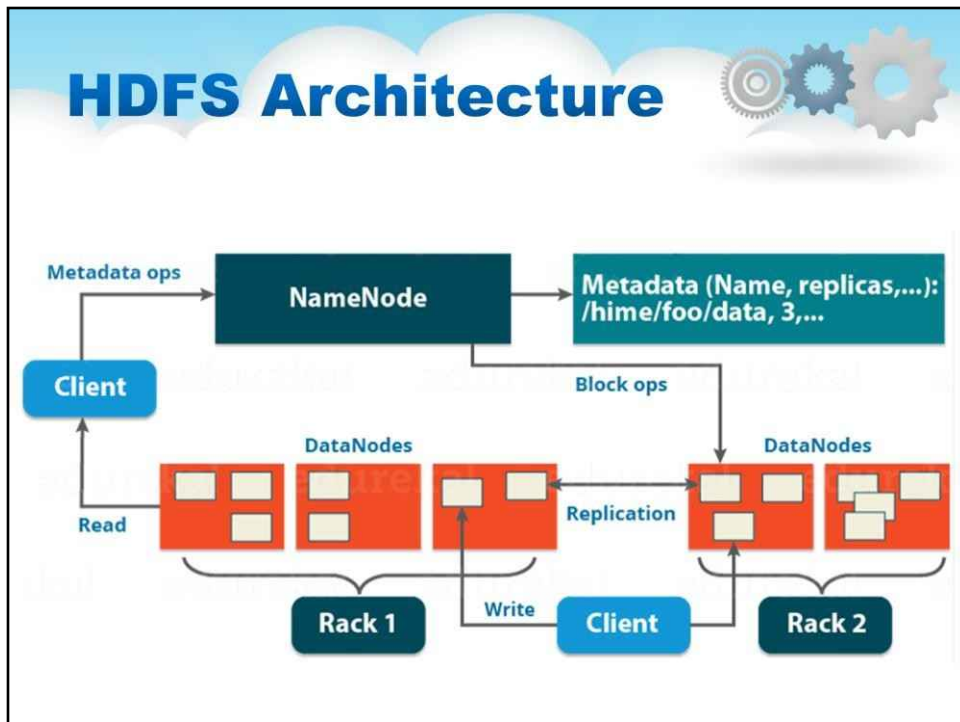 HDFS Architecture
Metadata ops
NameNode
Metadata (Name, replicas,...):
/hime/foo/data, 3,...
Client
Block ops
DataNodes
DataNodes
Read
Replication
Write
Rack 1
Client
Rack 2